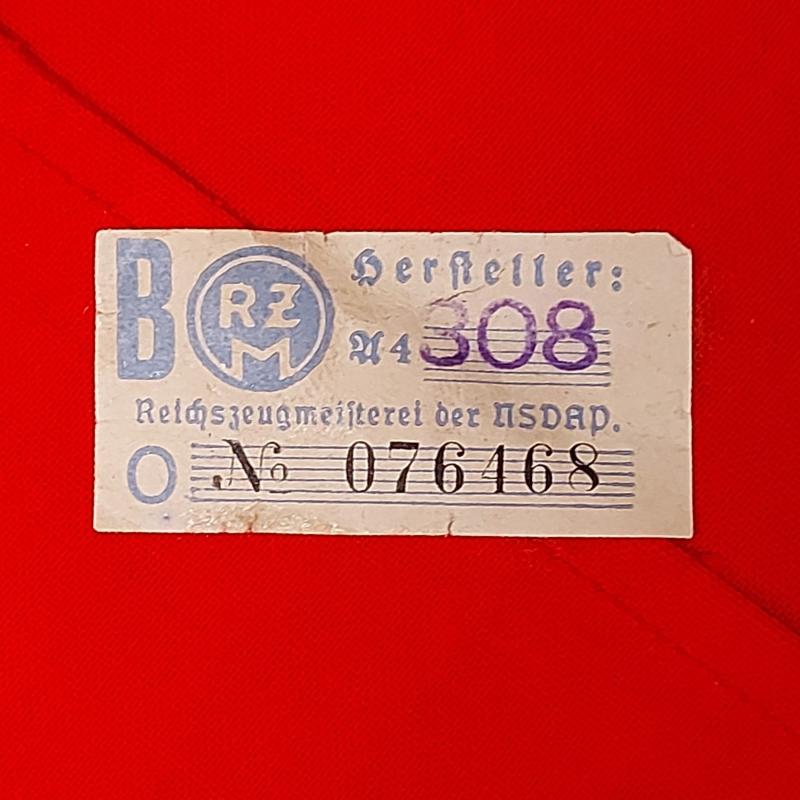 B RZM Hersteller:
A4 308
Reichszeugmeisterei der NSDAP.
O № 076468